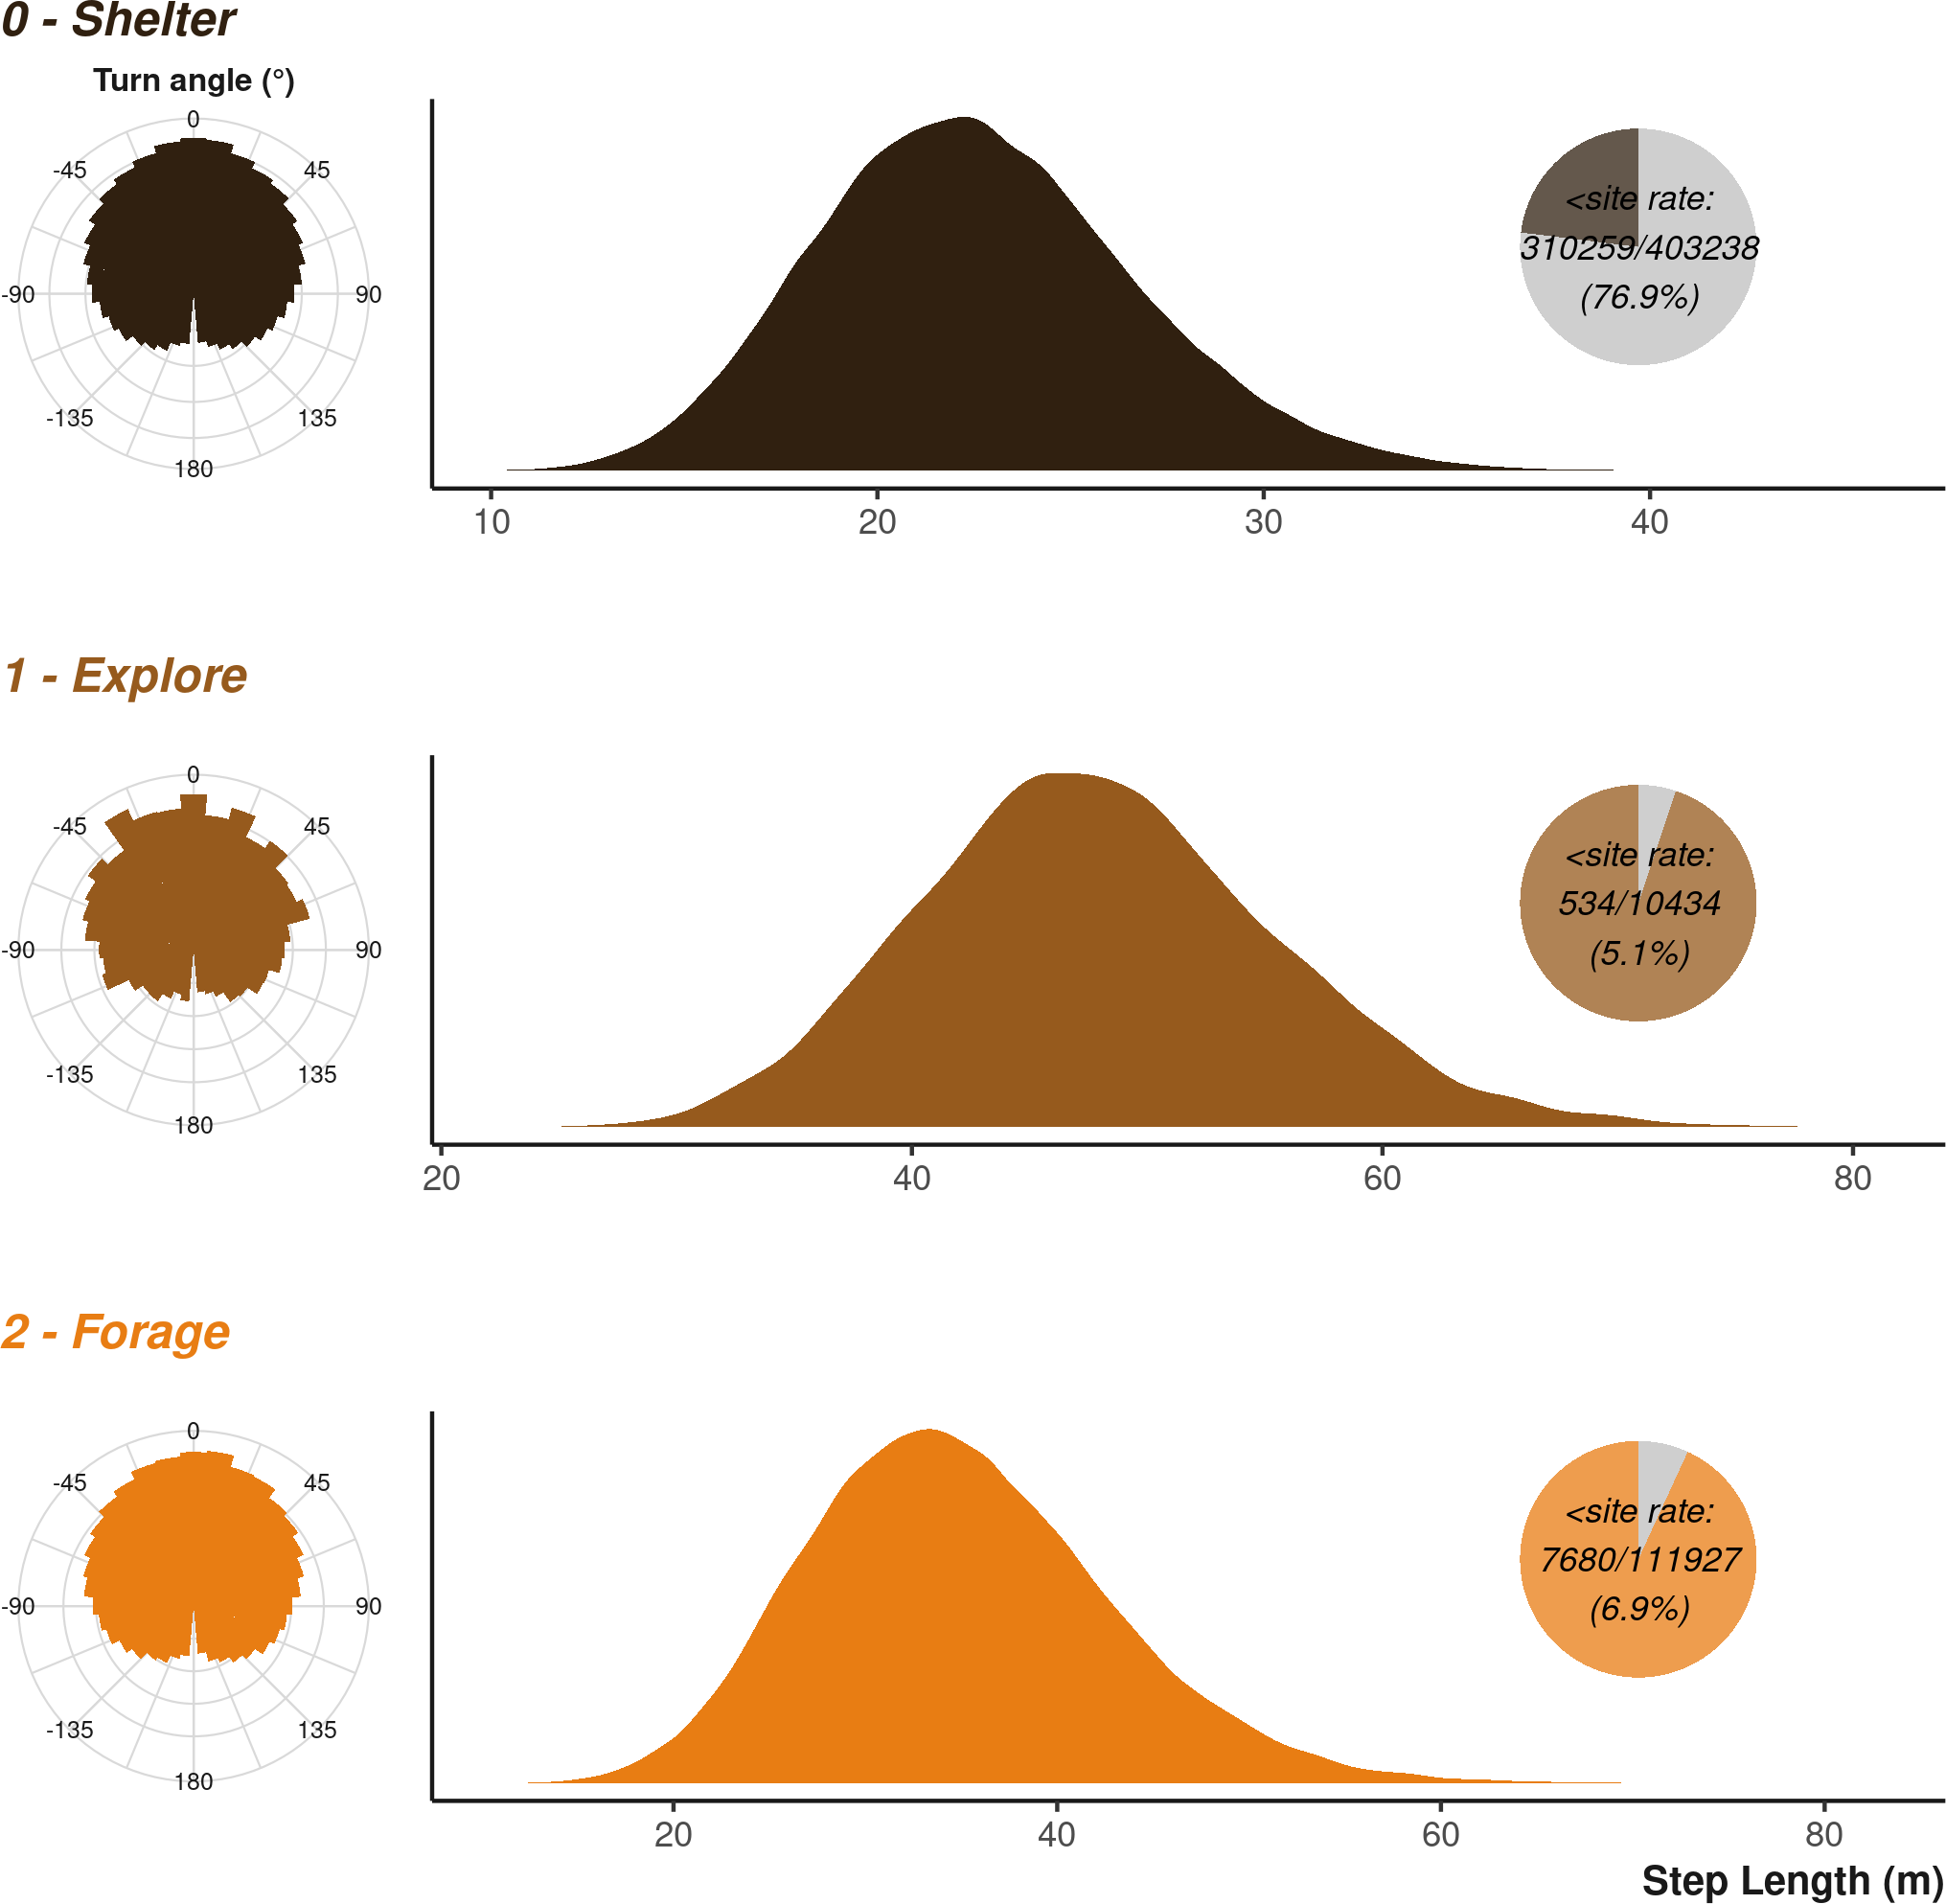 0 - Shelter
Turn angle (°)
0
-45
45
-90
90
-135
135
180
<site rate:
310259/403238
(76.9%)
10 20 30 40
1 - Explore
0
-45
45
-90
90
-135
135
180
<site rate:
534/10434
(5.1%)
20 40 60 80
2 - Forage
0
-45
45
-90
90
-135
135
180
<site rate:
7680/111927
(6.9%)
20 40 60 80
Step Length (m)